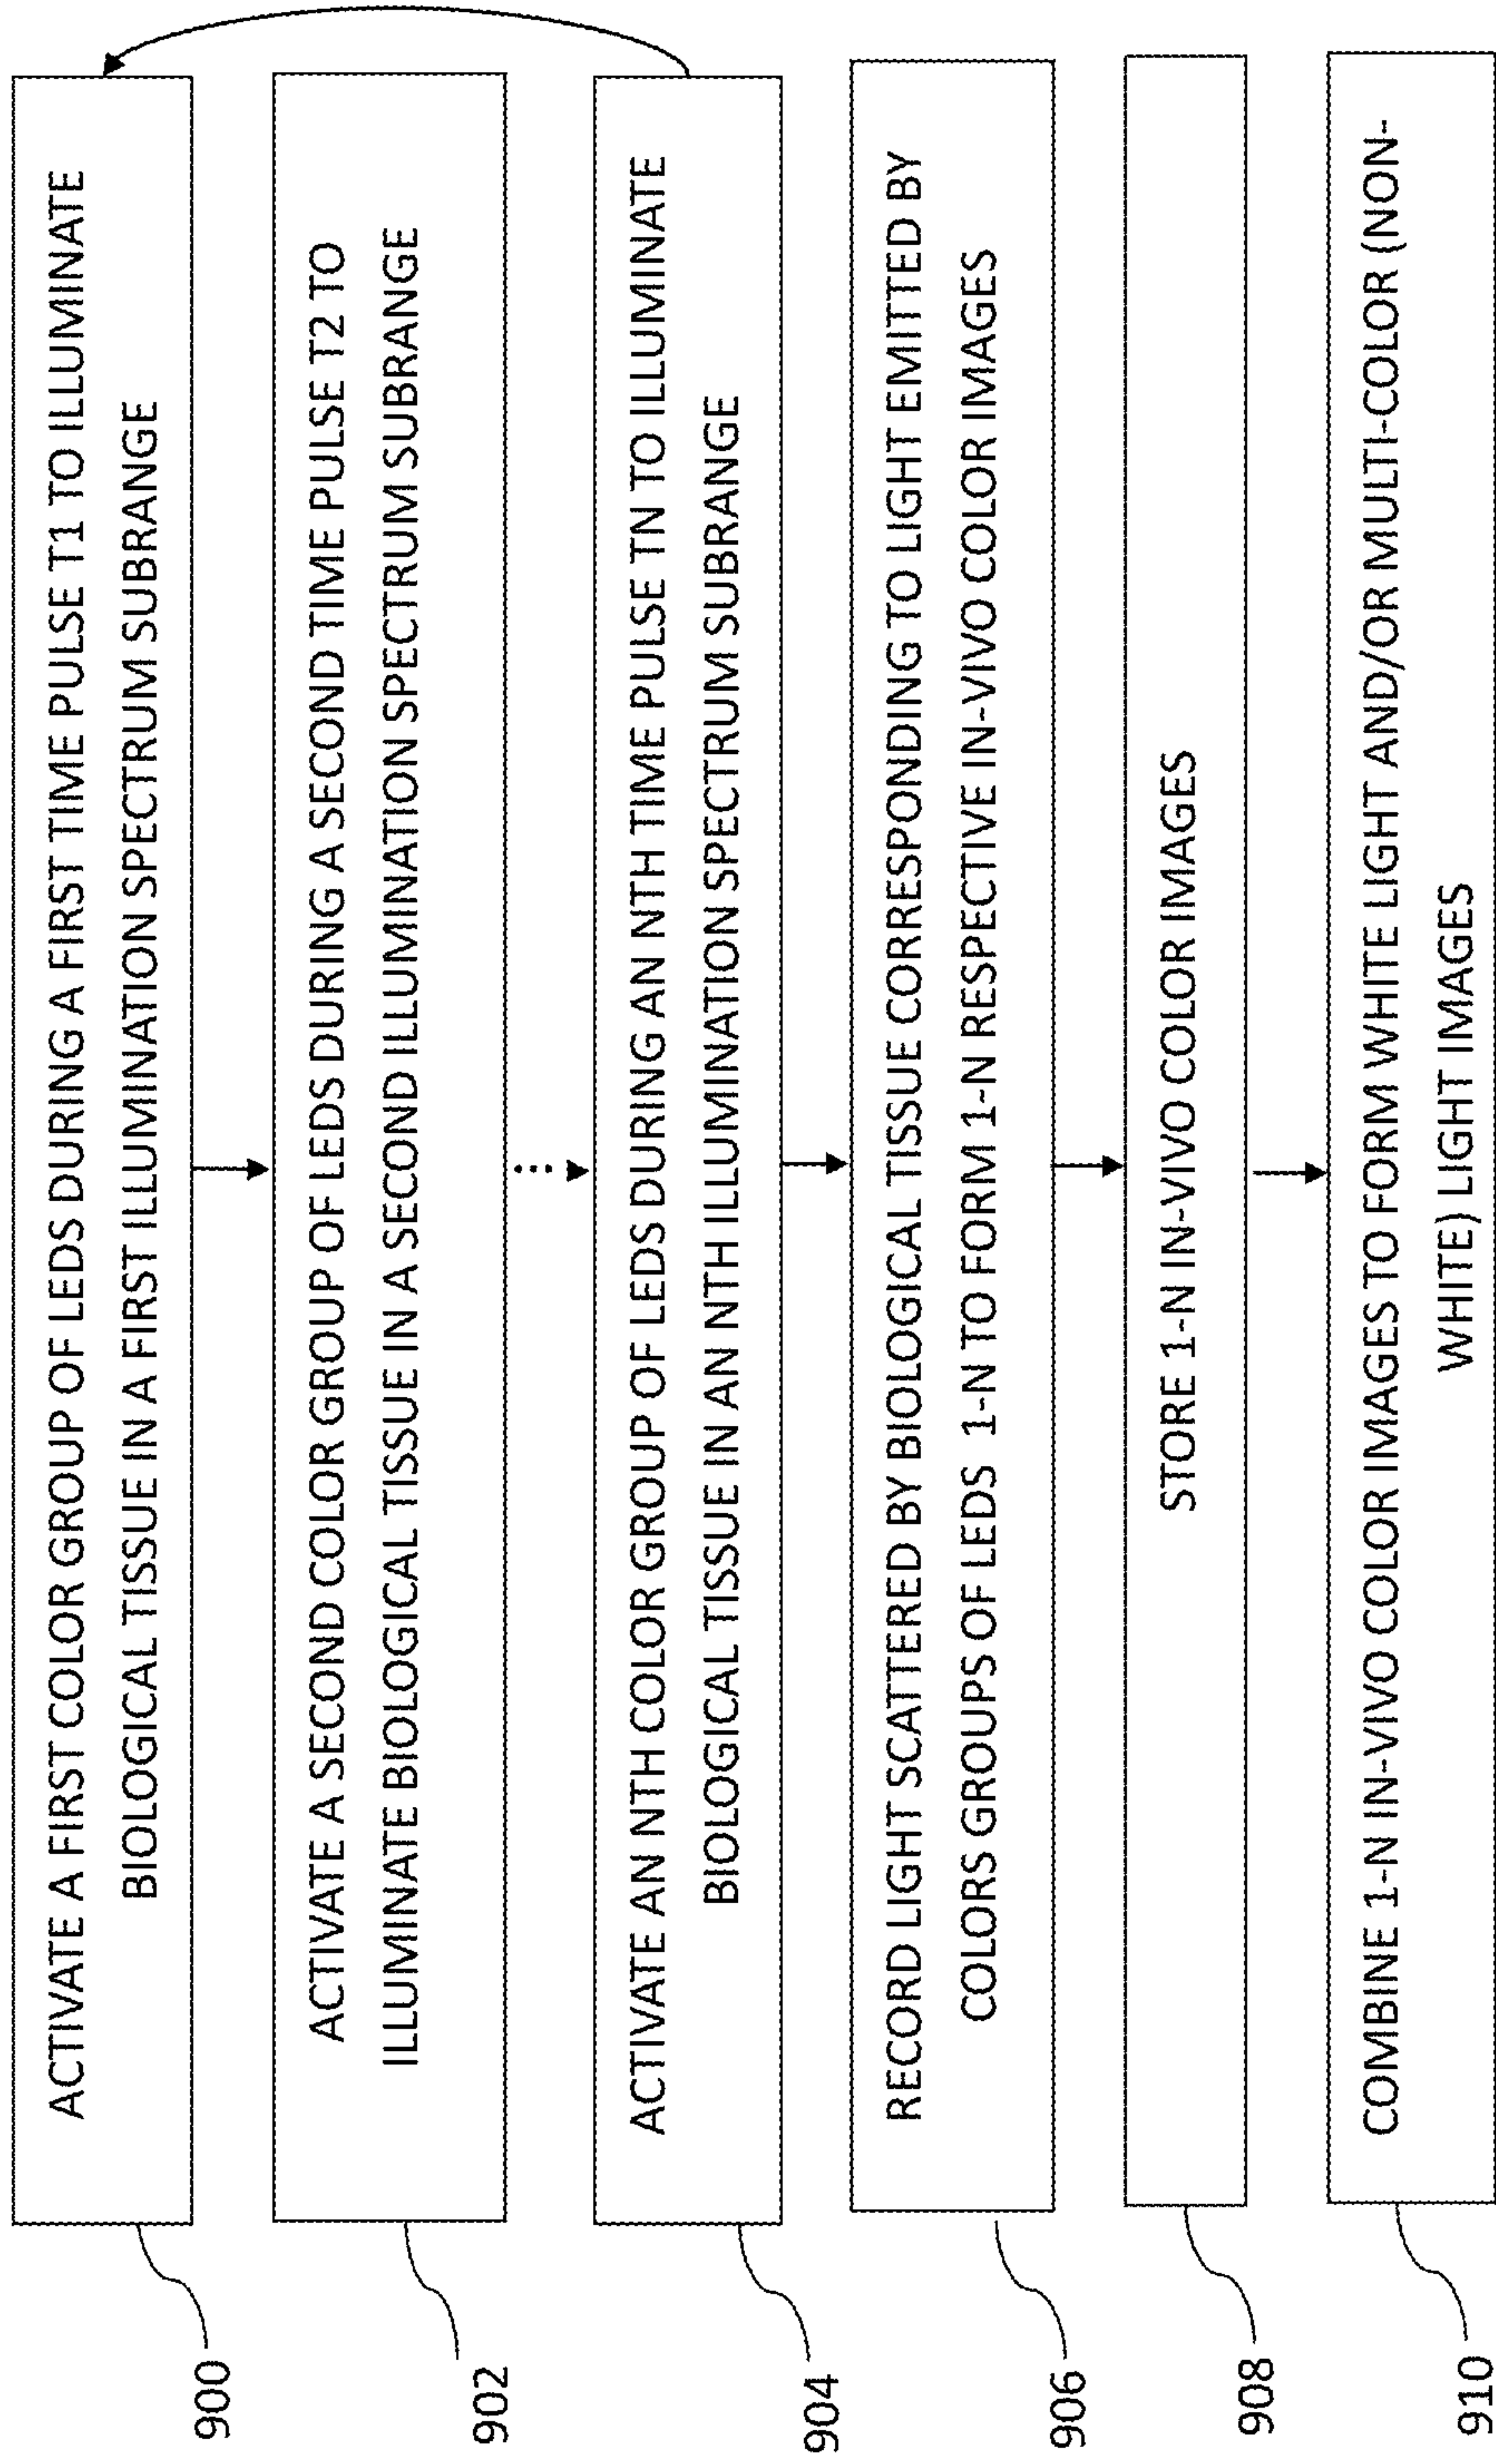 ACTIVATE A FIRST COLOR GROUP OF LEDS DURING A FIRST TIME PULSE T1 TO ILLUMINATE
BIOLOGICAL TISSUE IN A FIRST ILLUMINATION SPECTRUM SUBRANGE
900
ACTIVATE A SECOND COLOR GROUP OF LEDS DURING A SECOND TIME PULSE T2 TO
ILLUMINATE BIOLOGICAL TISSUE IN A SECOND ILLUMINATION SPECTRUM SUBRANGE
902
ACTIVATE AN NTH COLOR GROUP OF LEDS DURING AN NTH TIME PULSE TN TO ILLUMINATE
BIOLOGICAL TISSUE IN AN NTH ILLUMINATION SPECTRUM SUBRANGE
904
RECORD LIGHT SCATTERED BY BIOLOGICAL TISSUE CORRESPONDING TO LIGHT EMITTED BY
COLORS GROUPS OF LEDS 1-N TO FORM 1-N RESPECTIVE IN-VIVO COLOR IMAGES
906
STORE 1-N IN-VIVO COLOR IMAGES
908
COMBINE 1-N IN-VIVO COLOR IMAGES TO FORM WHITE LIGHT AND/OR MULTI-COLOR (NON-
WHITE) LIGHT IMAGES
910